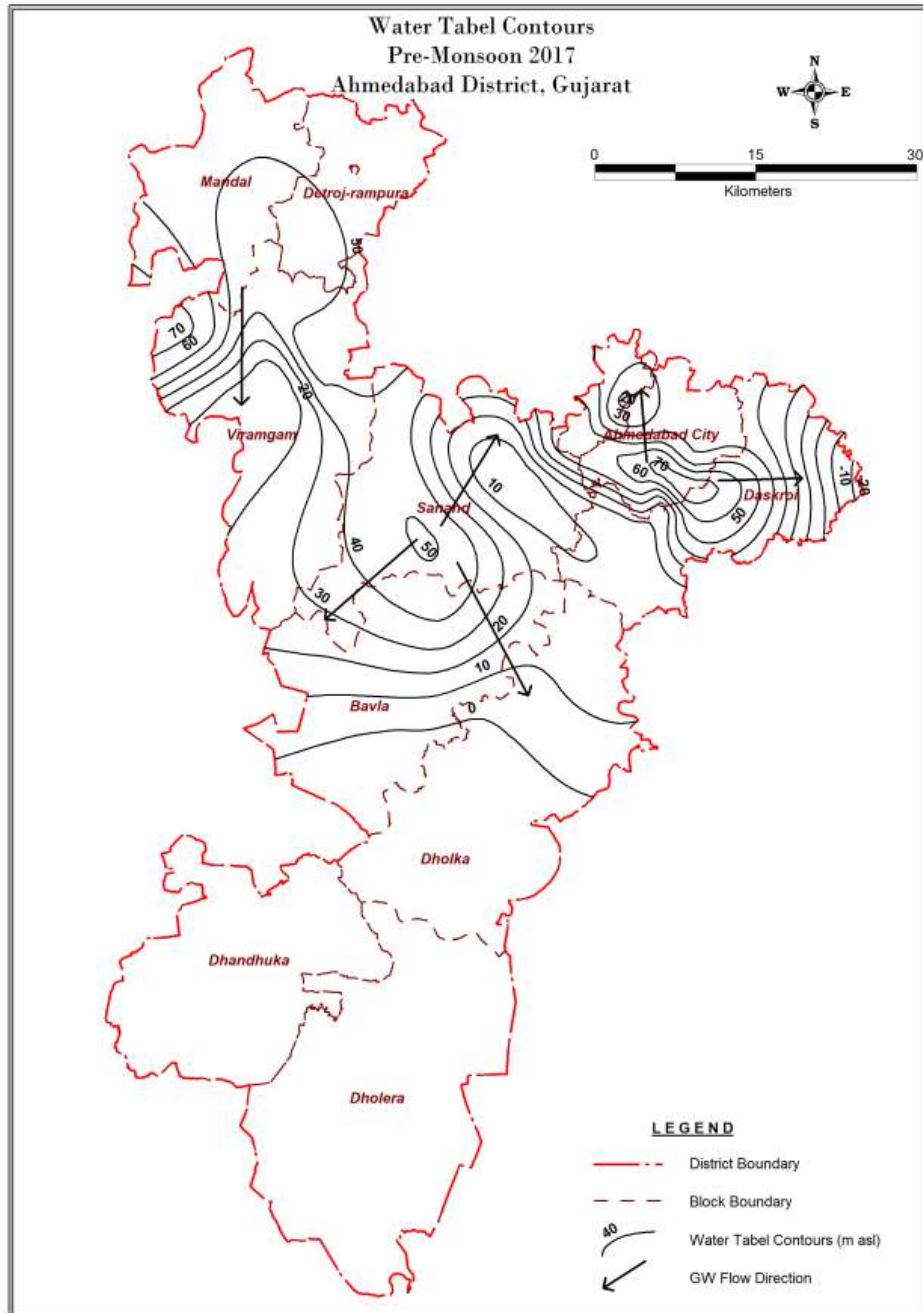 Water Tabel Contours
Pre-Monsoon 2017
Ahmedabad District, Gujarat
N
W E
S
0 15 30
Kilometers
Mandal
Detroj-rampura
50
70
60
20
Viramgam
70
30
Ahmedabad City
60
70
Daskroi
-10
-20
50
10
Sanand
50
40
30
20
10
0
Bavla
Dholka
Dhandhuka
Dholera
LEGEND
District Boundary
Block Boundary
40
Water Tabel Contours (m asl)
GW Flow Direction